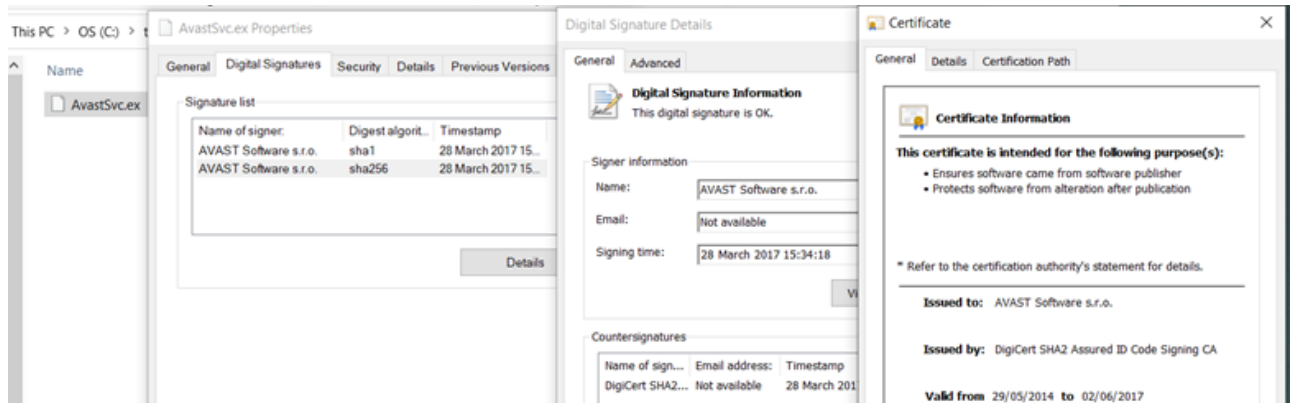 This PC > OS (C:) >
Name
AvastSvc.ex
AvastSvc.ex Properties
General Digital Signatures Security Details Previous Versions
Signature list
Name of signer: Digest algorit... Timestamp
AVAST Software s.r.o. sha1 28 March 2017 15...
AVAST Software s.r.o. sha256 28 March 2017 15...
Details
Digital Signature Details
General Advanced
Digital Signature Information
This digital signature is OK.
Signer information
Name: AVAST Software s.r.o.
Email: Not available
Signing time: 28 March 2017 15:34:18
Countersignatures
Name of sign... Email address: Timestamp
DigiCert SHA2... Not available 28 March 201
Certificate
General Details Certification Path
Certificate Information
This certificate is intended for the following purpose(s):
• Ensures software came from software publisher
• Protects software from alteration after publication
* Refer to the certification authority's statement for details.
Issued to: AVAST Software s.r.o.
Issued by: DigiCert SHA2 Assured ID Code Signing CA
Valid from 29/05/2014 to 02/06/2017